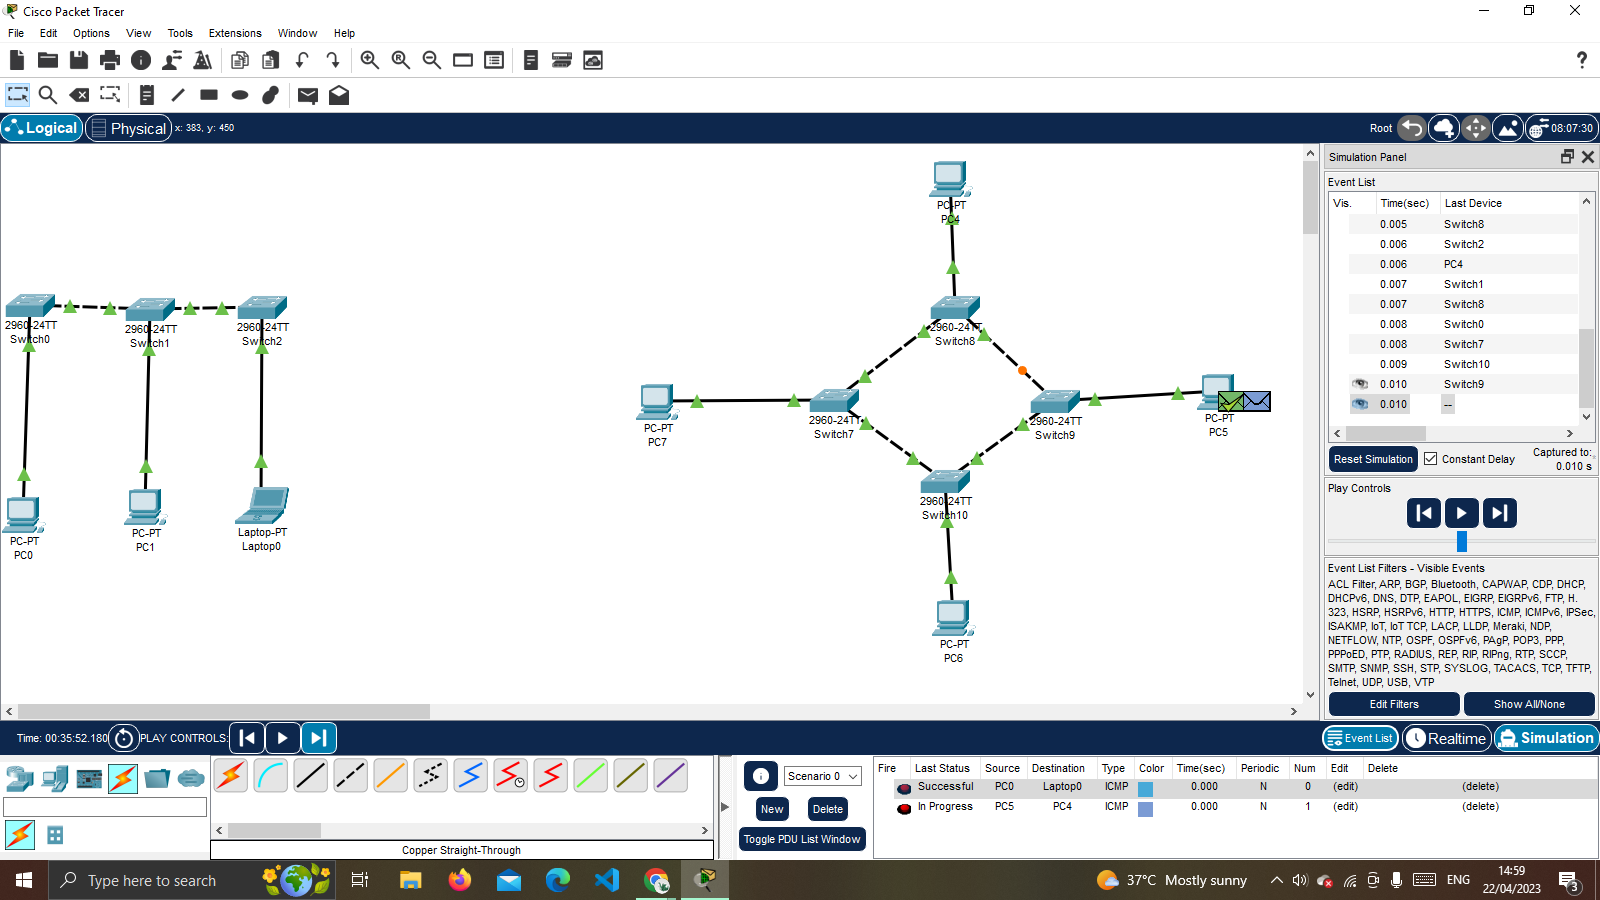 Cisco Packet Tracer
File Edit Options View Tools Extensions Window Help
Logical Physical x: 383, y: 450 Root 08:07:30
PC-PT
PC4
2960-24TT
Switch8
2960-24TT
Switch0
2960-24TT
Switch1
2960-24TT
Switch2
PC-PT
PC7
2960-24TT
Switch7
2960-24TT
Switch9
PC-PT
PC5
2960-24TT
Switch10
PC-PT
PC0
PC-PT
PC1
Laptop-PT
Laptop0
PC-PT
PC6
Simulation Panel
Event List
Vis. Time(sec) Last Device
0.005 Switch8
0.006 Switch2
0.006 PC4
0.007 Switch1
0.007 Switch8
0.008 Switch0
0.008 Switch7
0.009 Switch10
0.010 Switch9
0.010 --
Reset Simulation Constant Delay Captured to:
0.010 s
Play Controls
Event List Filters - Visible Events
ACL Filter, ARP, BGP, Bluetooth, CAPWAP, CDP, DHCP,
DHCPv6, DNS, DTP, EAPOL, EIGRP, EIGRPv6, FTP, H.
323, HSRP, HSRPv6, HTTP, HTTPS, ICMP, ICMPv6, IPSec,
ISAKMP, IoT, IoT TCP, LACP, LLDP, Meraki, NDP,
NETFLOW, NTP, OSPF, OSPFv6, PAgP, POP3, PPP,
PPPoED, PTP, RADIUS, REP, RIP, RIPng, RTP, SCCP,
SMTP, SNMP, SSH, STP, SYSLOG, TACACS, TCP, TFTP,
Telnet, UDP, USB, VTP
Edit Filters Show All/None
Time: 00:35:52.180 PLAY CONTROLS: Event List Realtime Simulation
Scenario 0
New Delete
Toggle PDU List Window
Fire Last Status Source Destination Type Color Time(sec) Periodic Num Edit Delete
Successful PC0 Laptop0 ICMP 0.000 N 0 (edit) (delete)
In Progress PC5 PC4 ICMP 0.000 N 1 (edit) (delete)
Copper Straight-Through
Type here to search
37°C Mostly sunny ENG 14:59
22/04/2023
3